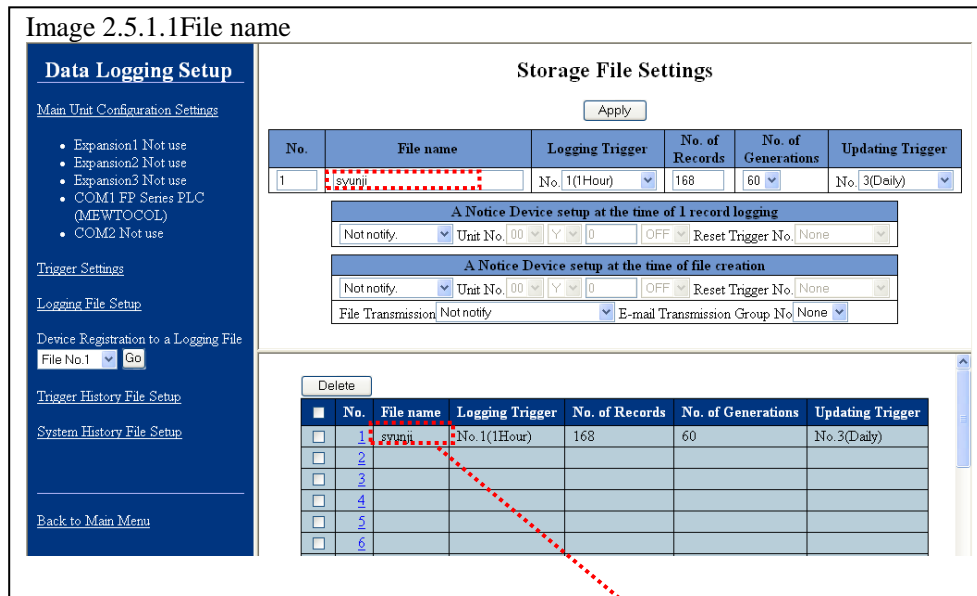 Image 2.5.1.1File name
Data Logging Setup
Main Unit Configuration Settings
Expansion1 Not use
Expansion2 Not use
Expansion3 Not use
COM1 FP Series PLC
(MEWTOCOL)
COM2 Not use
Trigger Settings
Logging File Setup
Device Registration to a Logging File
File No.1 Go
Trigger History File Setup
System History File Setup
Back to Main Menu
Storage File Settings
Apply
No. File name Logging Trigger No. of Records No. of Generations Updating Trigger
1 syunji No. 1(1Hour) 168 60 No. 3(Daily)
A Notice Device setup at the time of 1 record logging
Not notify. Unit No. 00 Y 0 OFF Reset Trigger No. None
A Notice Device setup at the time of file creation
Not notify. Unit No. 00 Y 0 OFF Reset Trigger No. None
File Transmission Not notify E-mail Transmission Group No None
Delete
No. File name Logging Trigger No. of Records No. of Generations Updating Trigger
1 syunji No.1(1Hour) 168 60 No.3(Daily)
2
3
4
5
6